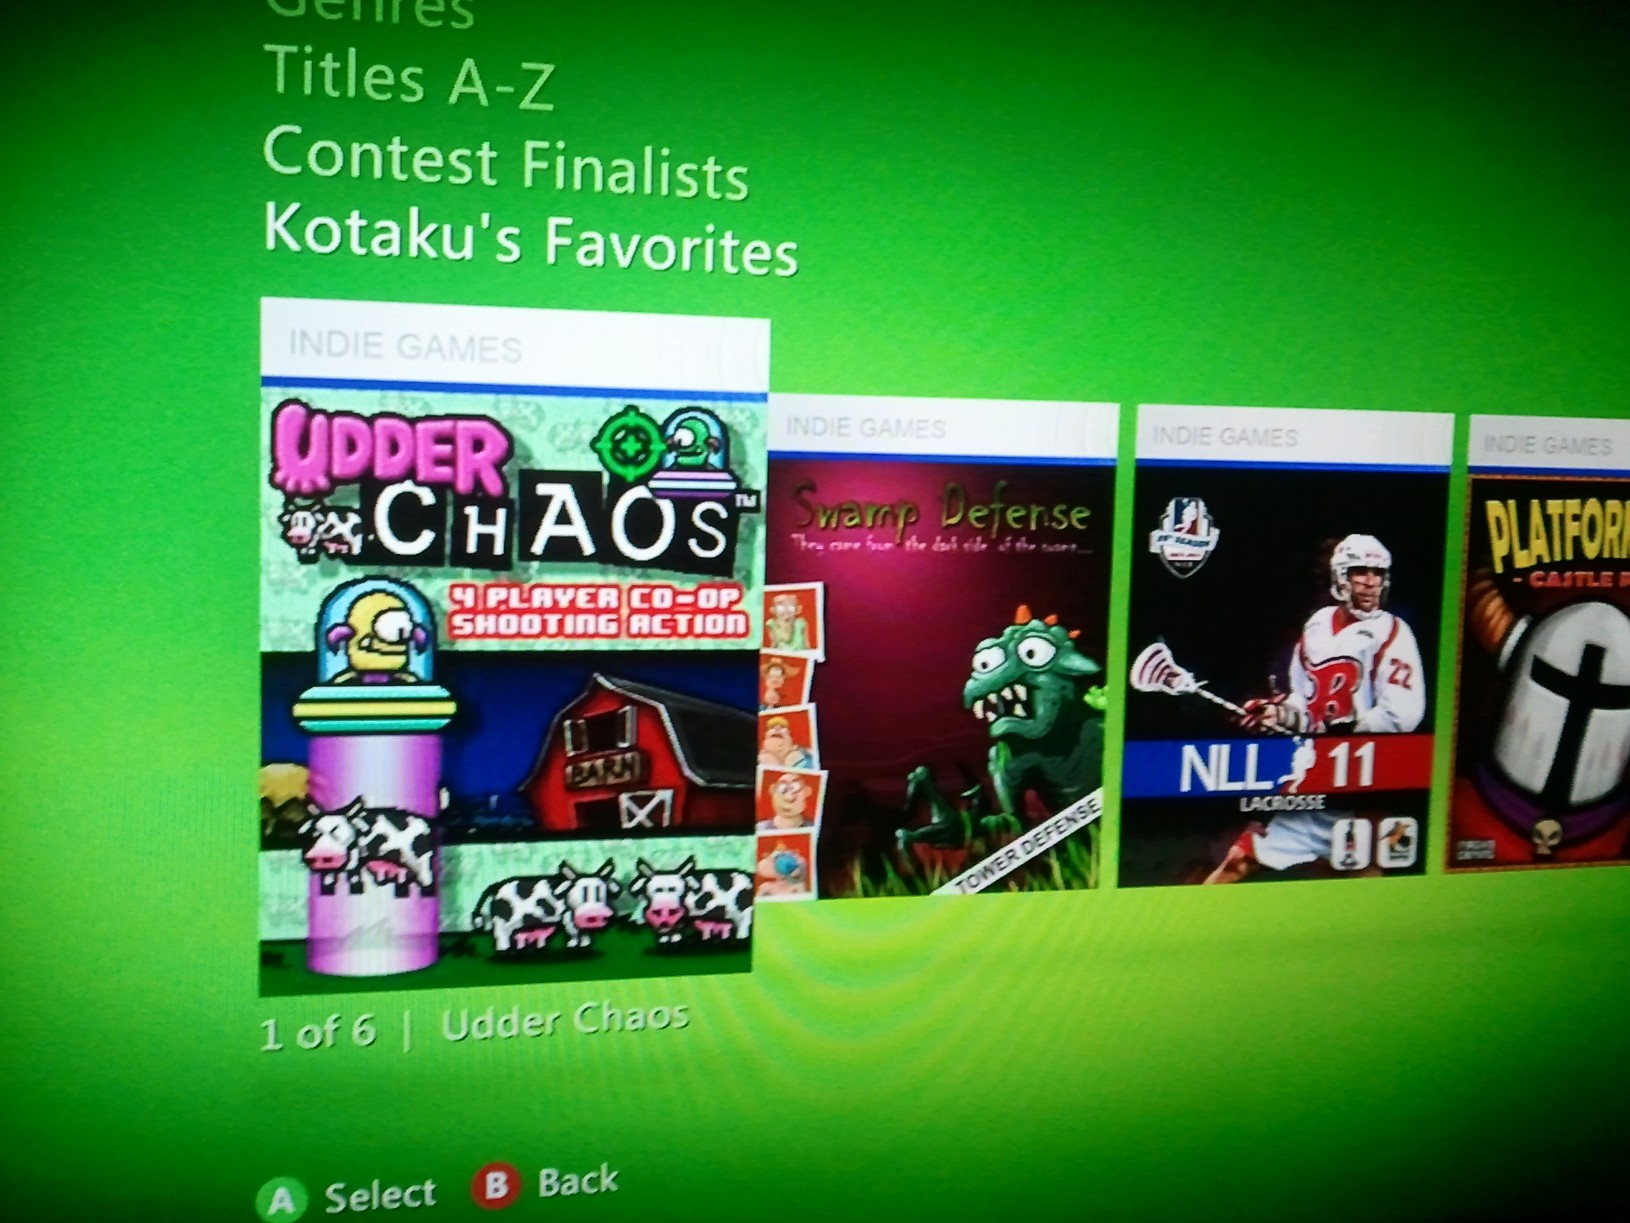 Genres
Titles A-Z
Contest Finalists
Kotaku's Favorites
INDIE GAMES
UDDER
CHAOS™
4 PLAYER CO-OP
SHOOTING ACTION
BARN
INDIE GAMES
Swamp Defense
They came from the dark side of the swamp...
TOWER DEFENSE
INDIE GAMES
22
NLL 11
LACROSSE
INDIE GAMES
PLATFOR
- CASTLE
1 of 6 | Udder Chaos
A Select B Back